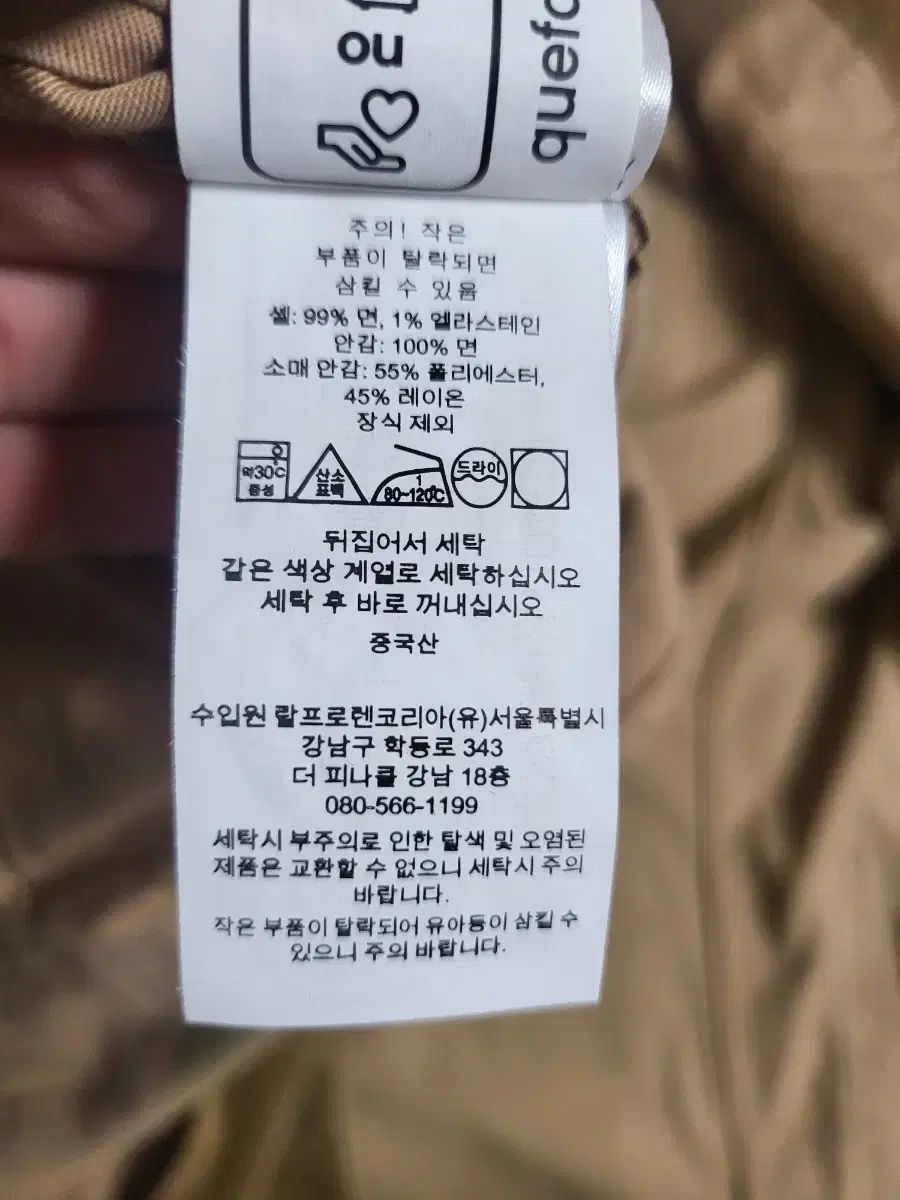 quefo
주의! 작은
부품이 탈락되면
삼킬 수 있음
셸: 99% 면, 1% 엘라스테인
안감: 100% 면
소매 안감: 55% 폴리에스터,
45% 레이온
장식 제외
약30℃
중성
산소
표백
1
80~120℃
드라이
뒤집어서 세탁
같은 색상 계열로 세탁하십시오
세탁 후 바로 꺼내십시오
중국산
수입원 랄프로렌코리아(유)서울특별시
강남구 학동로 343
더 피나클 강남 18층
080-566-1199
세탁시 부주의로 인한 탈색 및 오염된
제품은 교환할 수 없으니 세탁시 주의
바랍니다.
작은 부품이 탈락되어 유아등이 삼킬 수
있으니 주의 바랍니다.